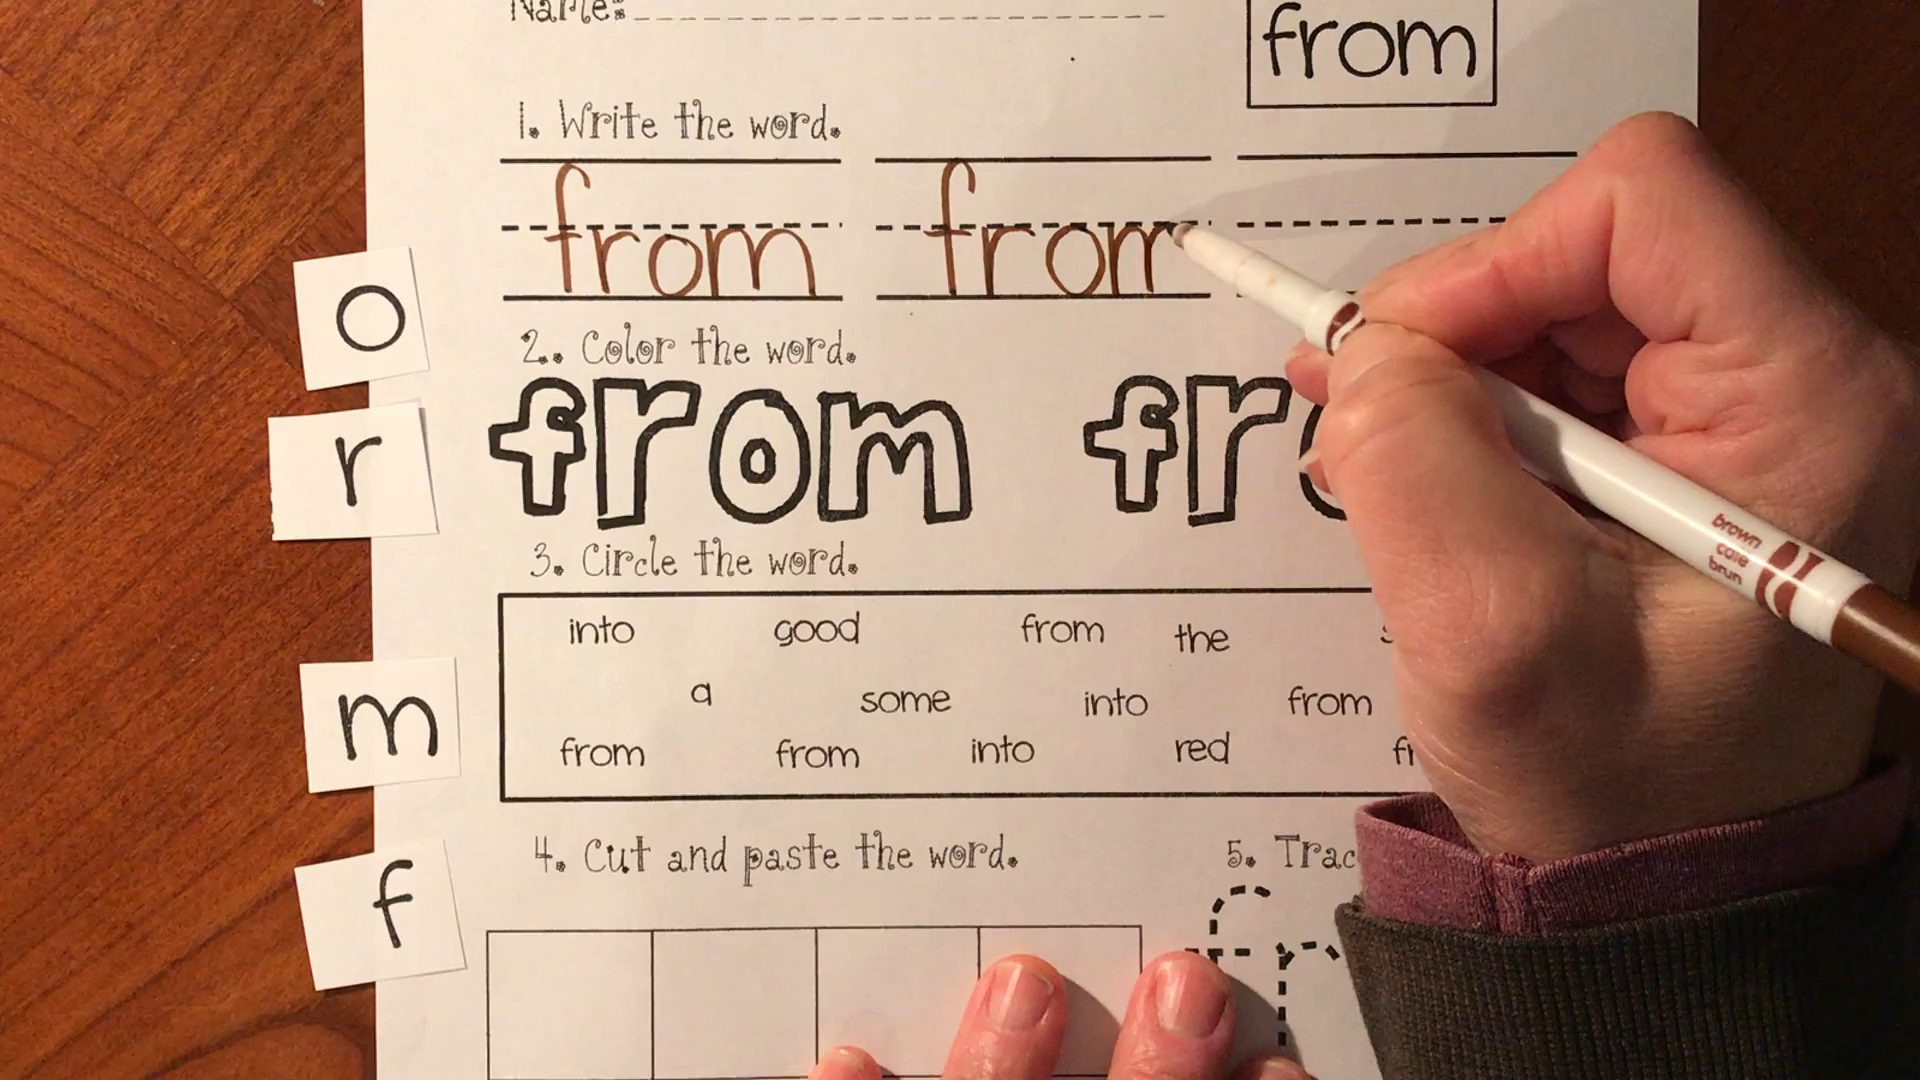 Name:
from
1. Write the word.
from from
2. Color the word.
from
3. Circle the word.
into good from the
a some into from
from from into red
4. Cut and paste the word. 5.
o
r
m
f
brown
café
brun